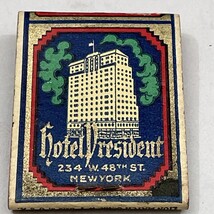 Hotel President
234 W. 48TH ST.
NEW YORK